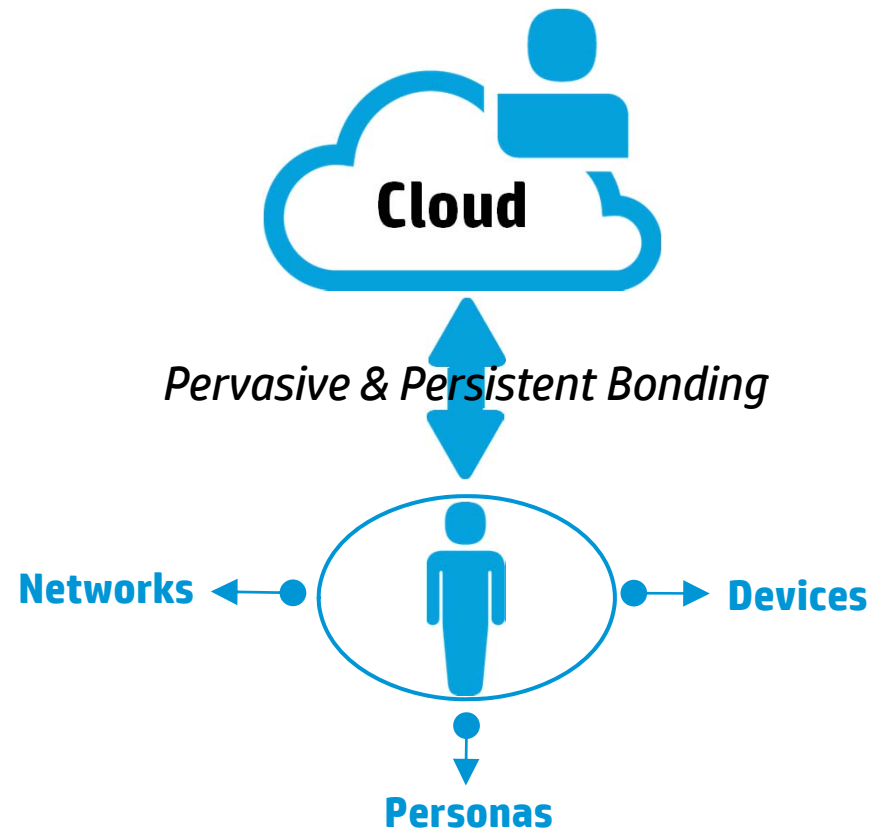 Cloud
Pervasive & Persistent Bonding
Networks
Devices
Personas